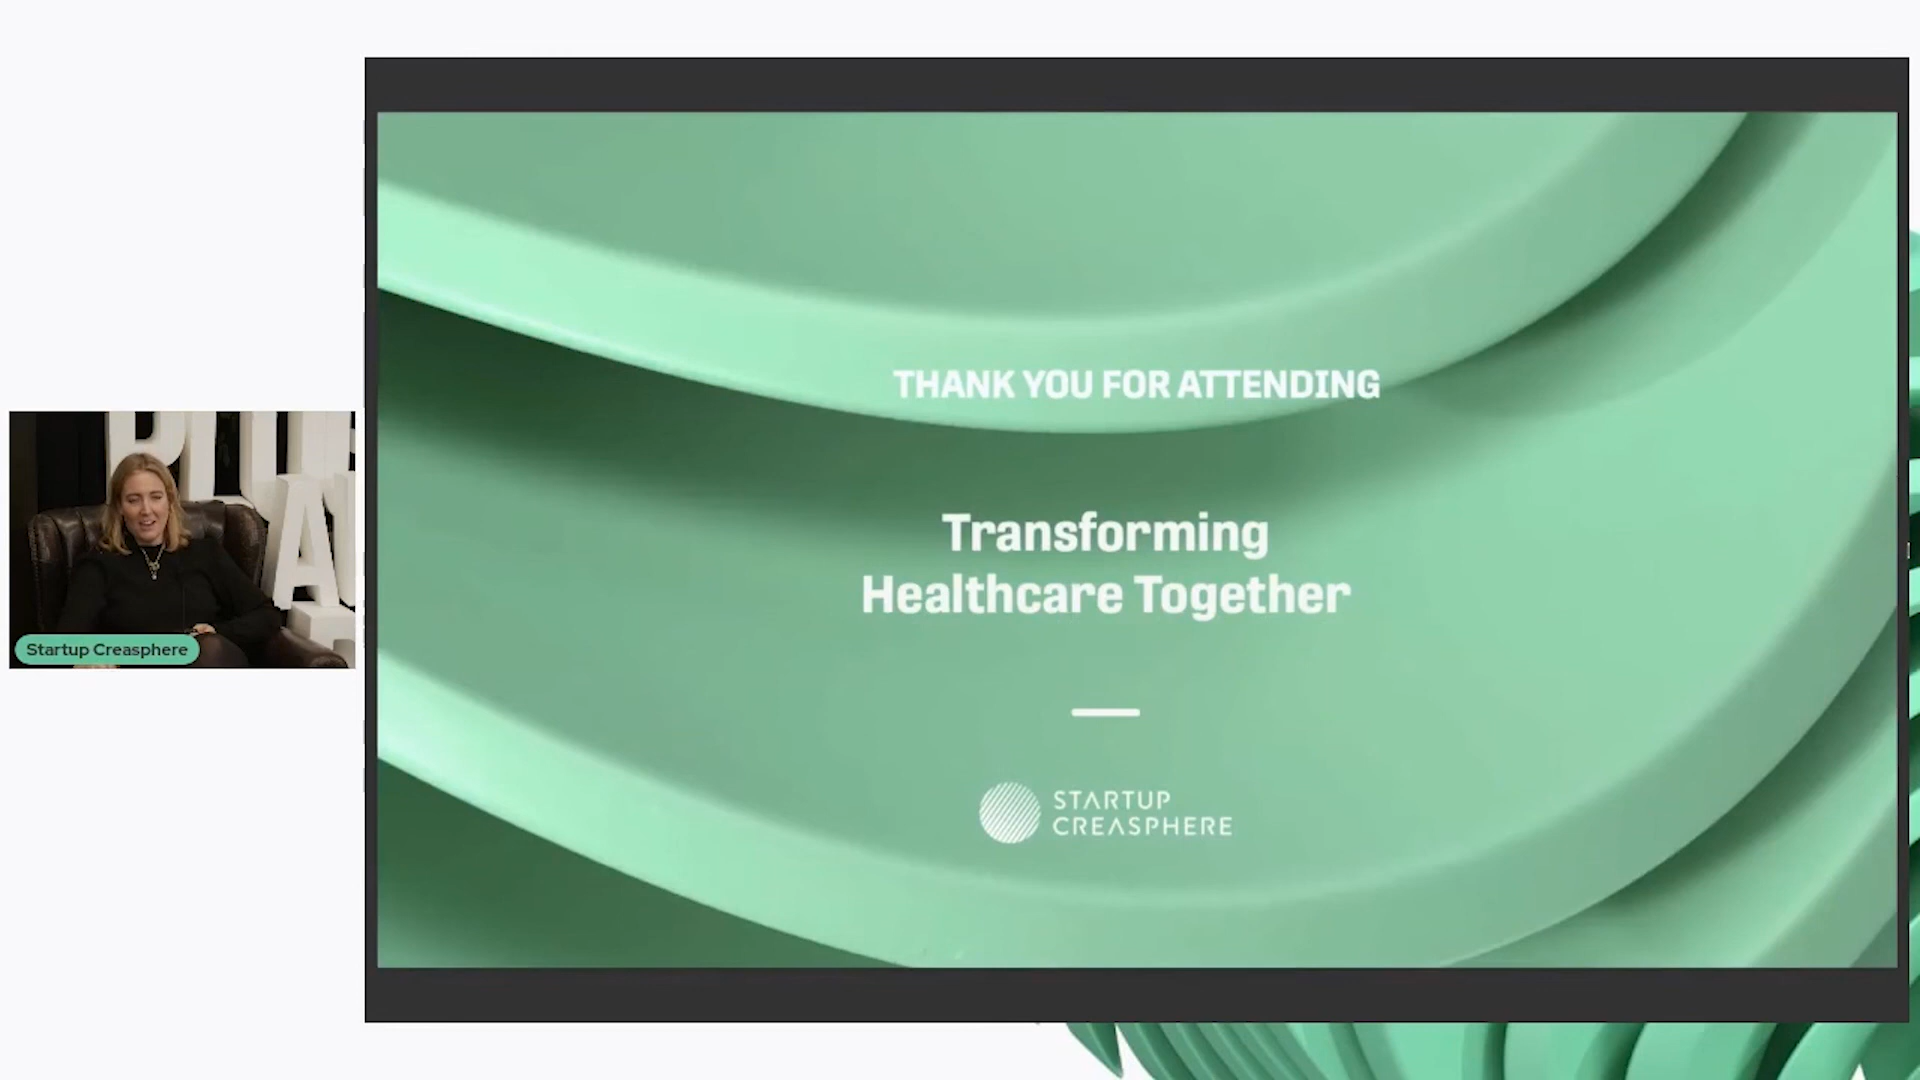 THANK YOU FOR ATTENDING
Transforming
Healthcare Together
STARTUP
CREASPHERE
Startup Creasphere